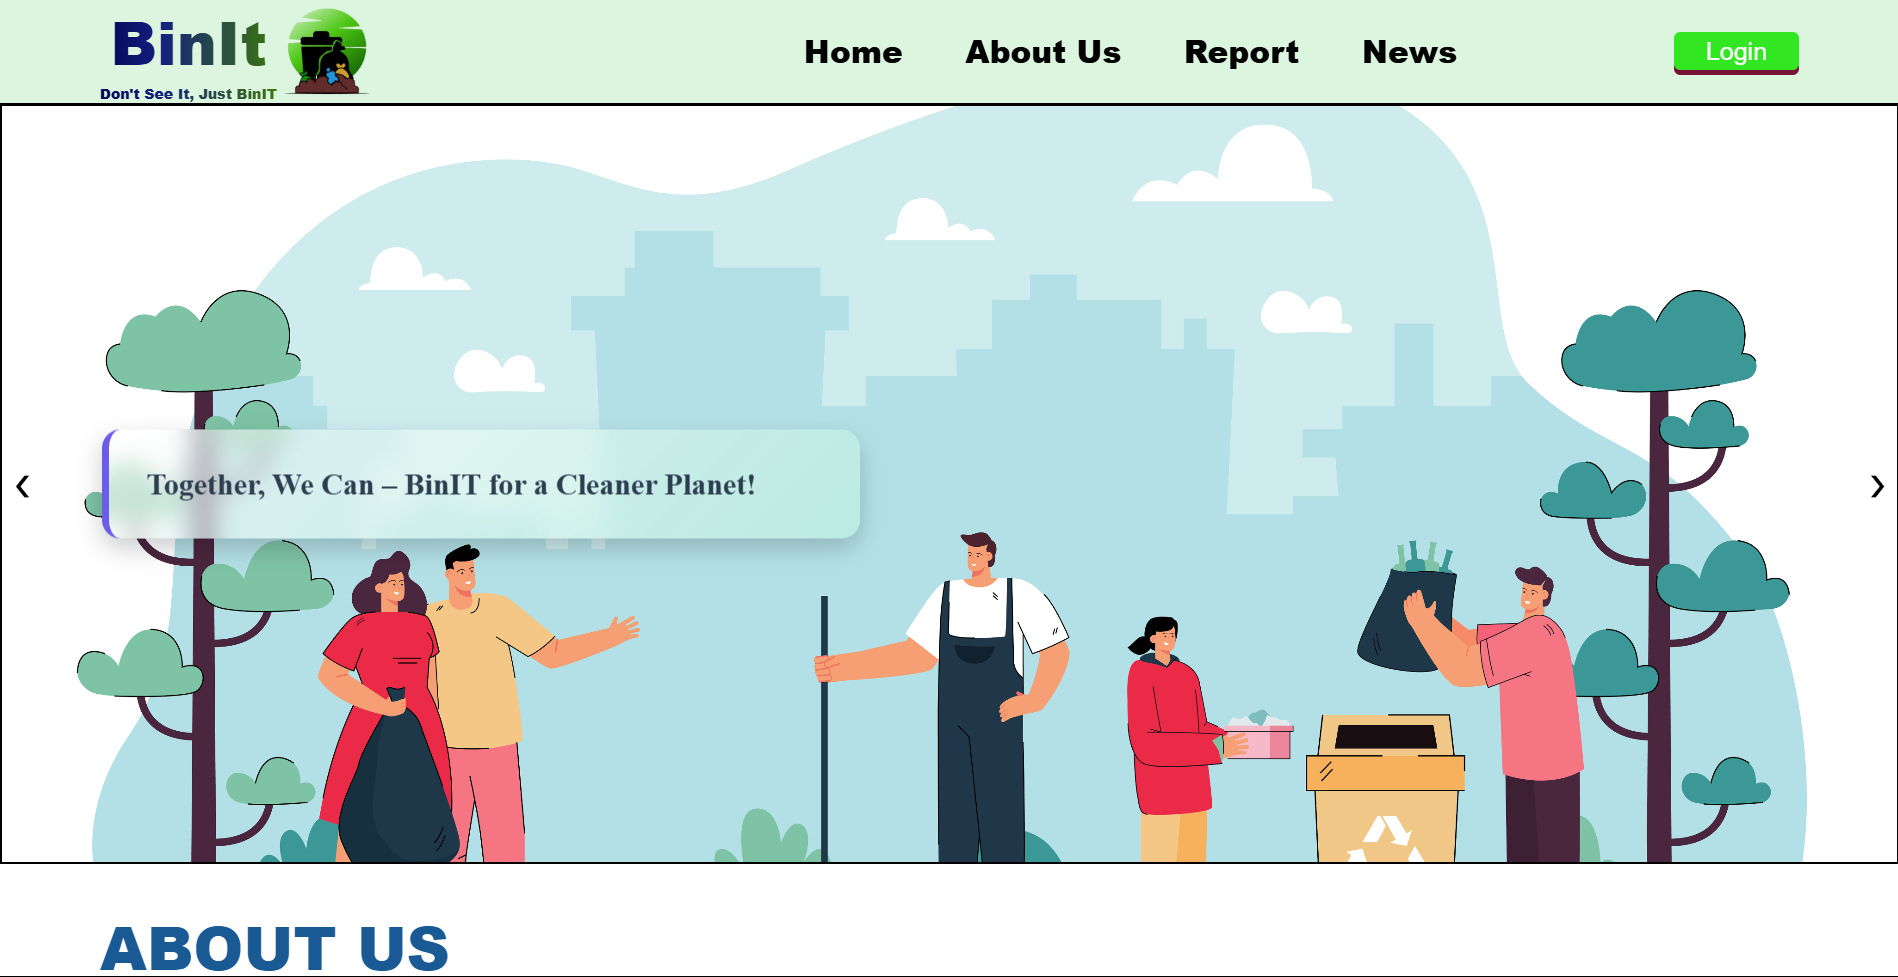 BinIt
Don't See It, Just BinIT
Home
About Us
Report
News
Login
Together, We Can – BinIT for a Cleaner Planet!
❮
❯
ABOUT US